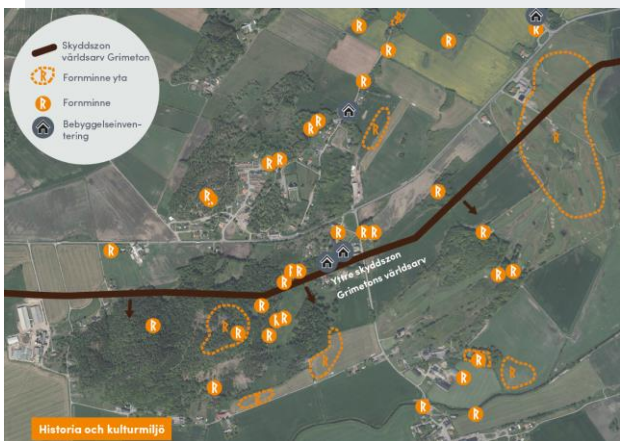 Skyddszon
världsarv Grimeton
Fornminne yta
Fornminne
Bebyggelseinven-
tering
Yttre skyddszon
Grimetons världsarv
Historia och kulturmiljö